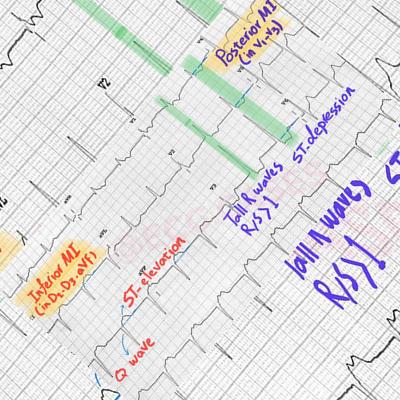 Posterior MI
(in V1-V3)
V2
ST-depression
Tall R waves
R/S>1
Tall R waves
R/S>1
ST
Inferior MI
(in D2-D3-aVf)
ST-elevation
Q wave
V2
V3